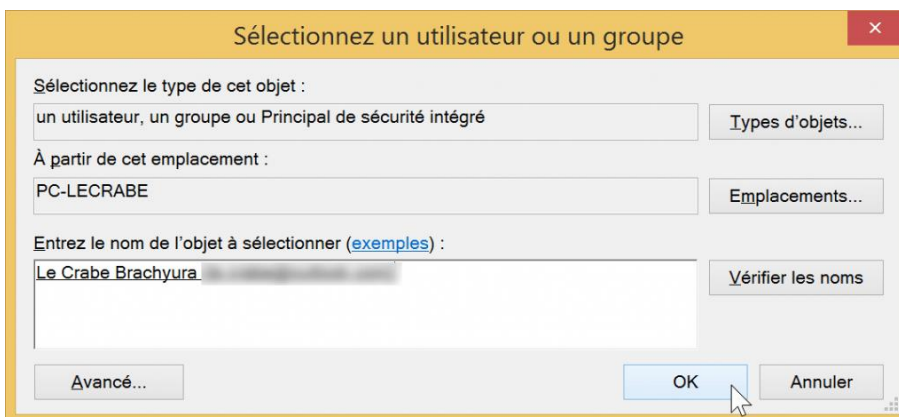 Sélectionnez un utilisateur ou un groupe
Sélectionnez le type de cet objet :
un utilisateur, un groupe ou Principal de sécurité intégré
Types d'objets...
À partir de cet emplacement :
PC-LECRABE
Emplacements...
Entrez le nom de l'objet à sélectionner (exemples) :
Le Crabe Brachyura
Vérifier les noms
Avancé...
OK
Annuler